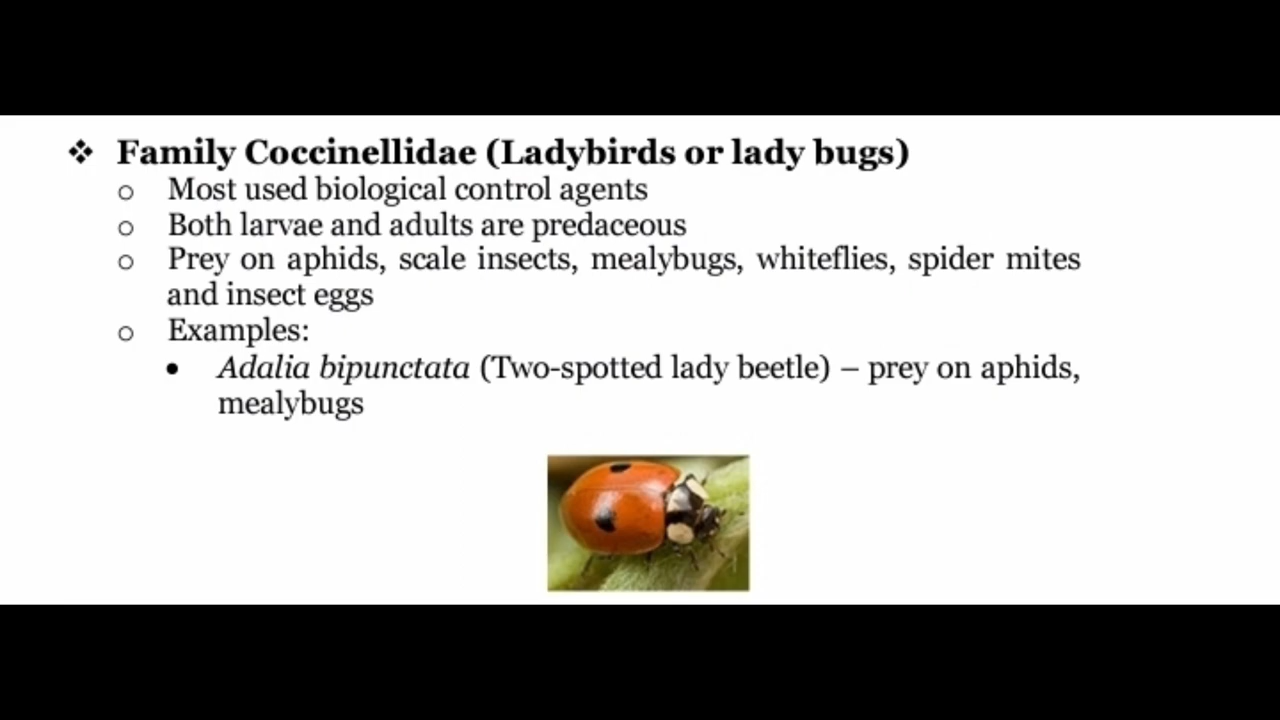 ❖ Family Coccinellidae (Ladybirds or lady bugs)
o Most used biological control agents
o Both larvae and adults are predaceous
o Prey on aphids, scale insects, mealybugs, whiteflies, spider mites
and insect eggs
o Examples:
• Adalia bipunctata (Two-spotted lady beetle) – prey on aphids,
mealybugs